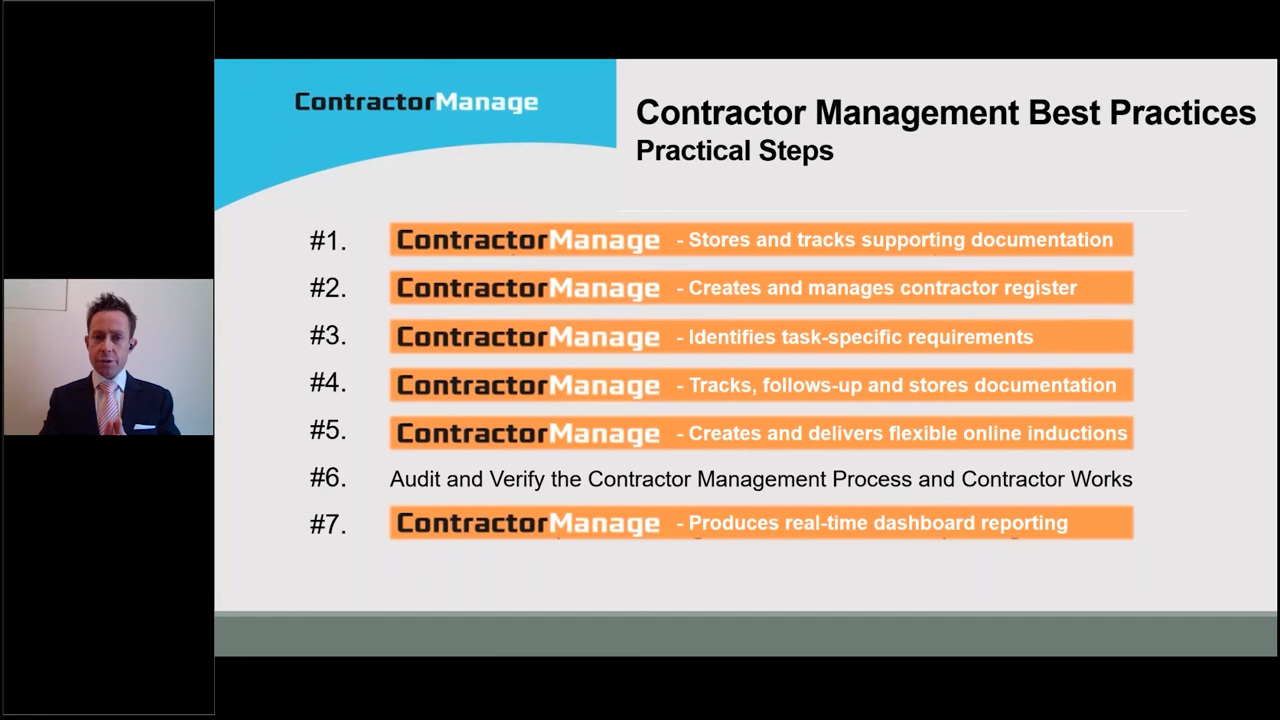 ContractorManage
Contractor Management Best Practices
Practical Steps
#1. ContractorManage - Stores and tracks supporting documentation
#2. ContractorManage - Creates and manages contractor register
#3. ContractorManage - Identifies task-specific requirements
#4. ContractorManage - Tracks, follows-up and stores documentation
#5. ContractorManage - Creates and delivers flexible online inductions
#6. Audit and Verify the Contractor Management Process and Contractor Works
#7. ContractorManage - Produces real-time dashboard reporting